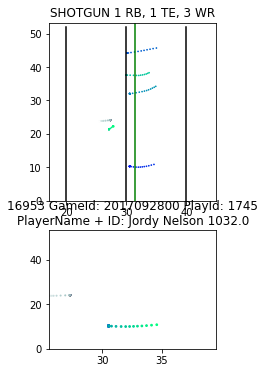 SHOTGUN 1 RB, 1 TE, 3 WR
50
40
30
20
10
0
20 30 40
16953 GameId: 2017092800 PlayId: 1745
PlayerName + ID: Jordy Nelson 1032.0
40
20
0
30 35